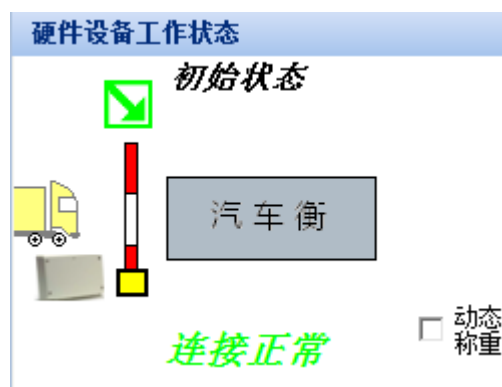 硬件设备工作状态
初始状态
汽车衡
连接正常
动态
称重